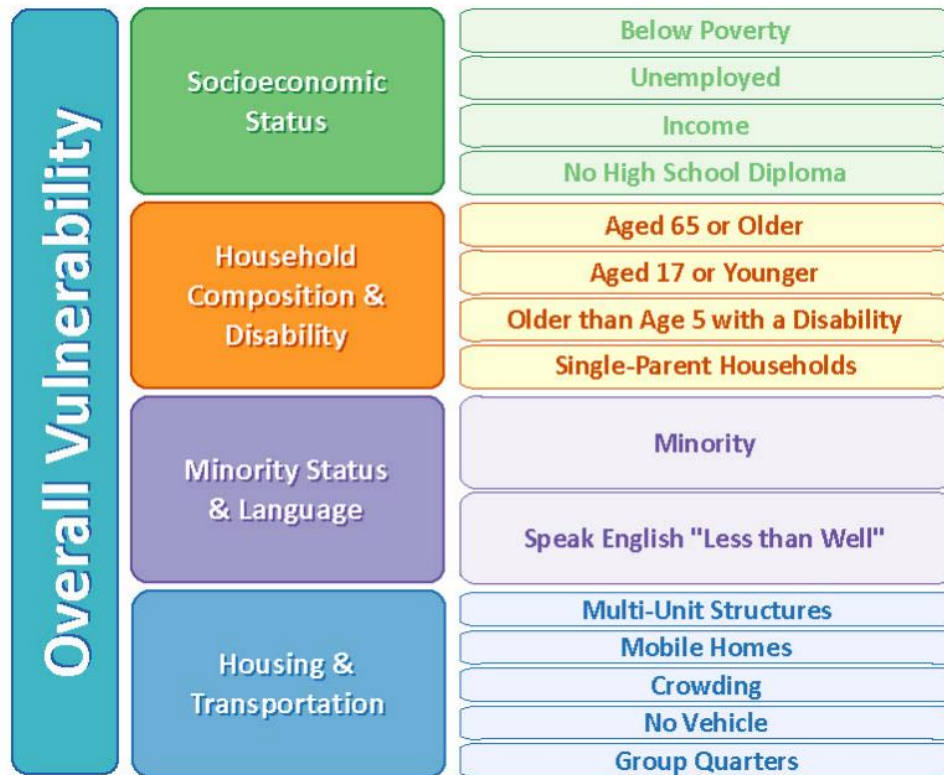 Overall Vulnerability
Socioeconomic
Status
Below Poverty
Unemployed
Income
No High School Diploma
Household
Composition &
Disability
Aged 65 or Older
Aged 17 or Younger
Older than Age 5 with a Disability
Single-Parent Households
Minority Status
& Language
Minority
Speak English "Less than Well"
Housing &
Transportation
Multi-Unit Structures
Mobile Homes
Crowding
No Vehicle
Group Quarters